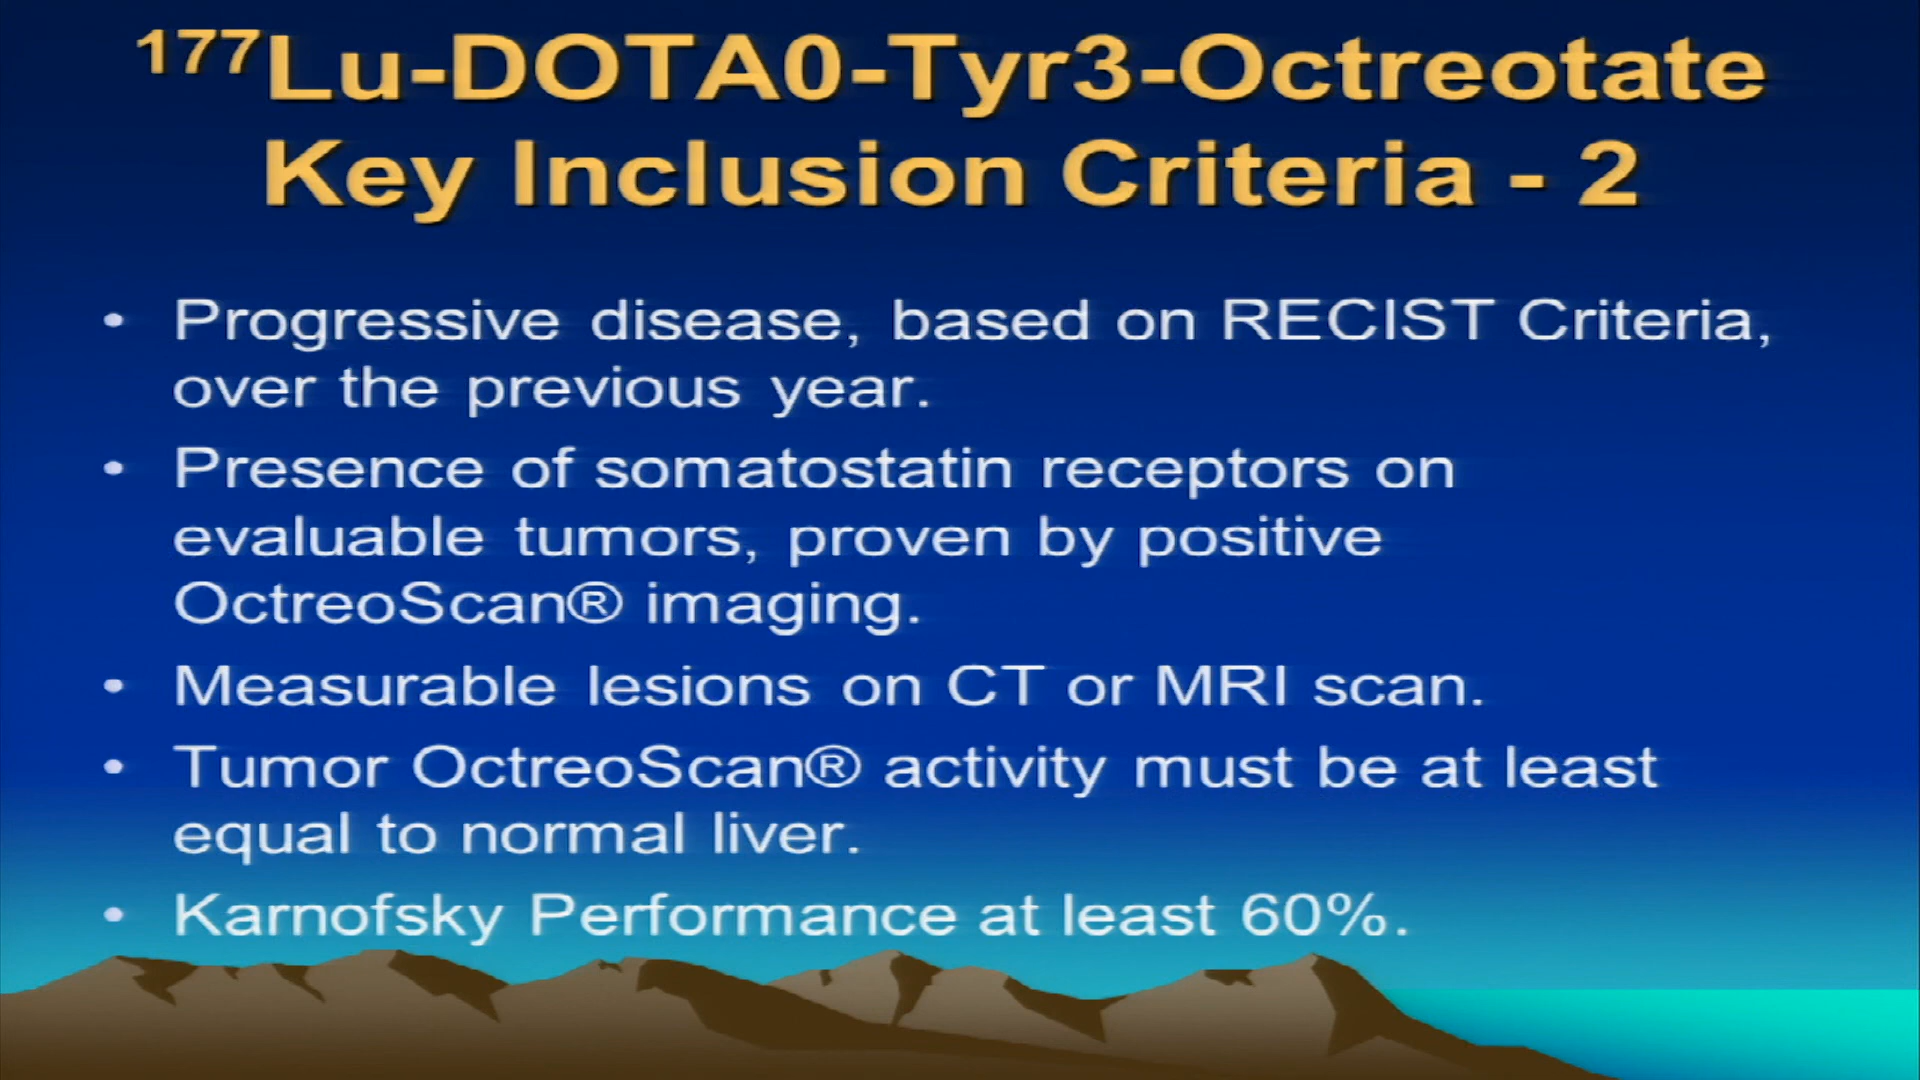 177Lu-DOTA0-Tyr3-Octreotate
Key Inclusion Criteria - 2
• Progressive disease, based on RECIST Criteria,
over the previous year.
• Presence of somatostatin receptors on
evaluable tumors, proven by positive
OctreoScan® imaging.
• Measurable lesions on CT or MRI scan.
• Tumor OctreoScan® activity must be at least
equal to normal liver.
• Karnofsky Performance at least 60%.